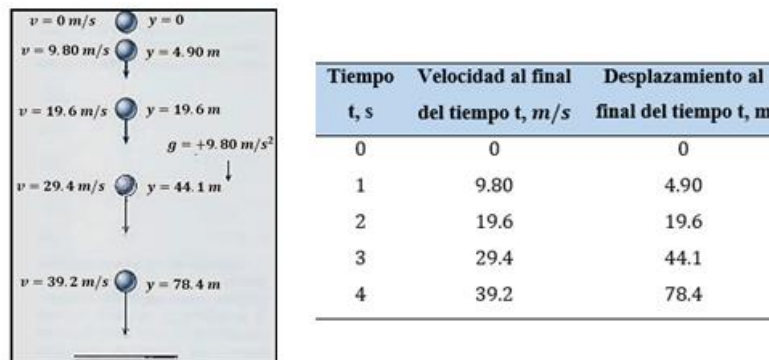 v = 0 m/s y = 0
v = 9.80 m/s y = 4.90 m
v = 19.6 m/s y = 19.6 m
g = +9.80 m/s²
v = 29.4 m/s y = 44.1 m
v = 39.2 m/s y = 78.4 m
Tiempo Velocidad al final Desplazamiento al
t, s del tiempo t, m/s final del tiempo t, m
0 0 0
1 9.80 4.90
2 19.6 19.6
3 29.4 44.1
4 39.2 78.4